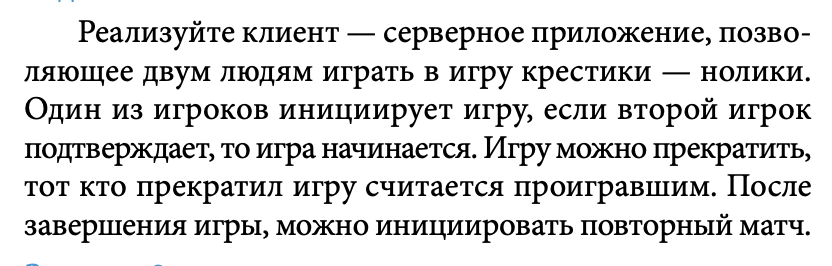 Реализуйте клиент — серверное приложение, позво-
ляющее двум людям играть в игру крестики — нолики.
Один из игроков инициирует игру, если второй игрок
подтверждает, то игра начинается. Игру можно прекратить,
тот кто прекратил игру считается проигравшим. После
завершения игры, можно инициировать повторный матч.